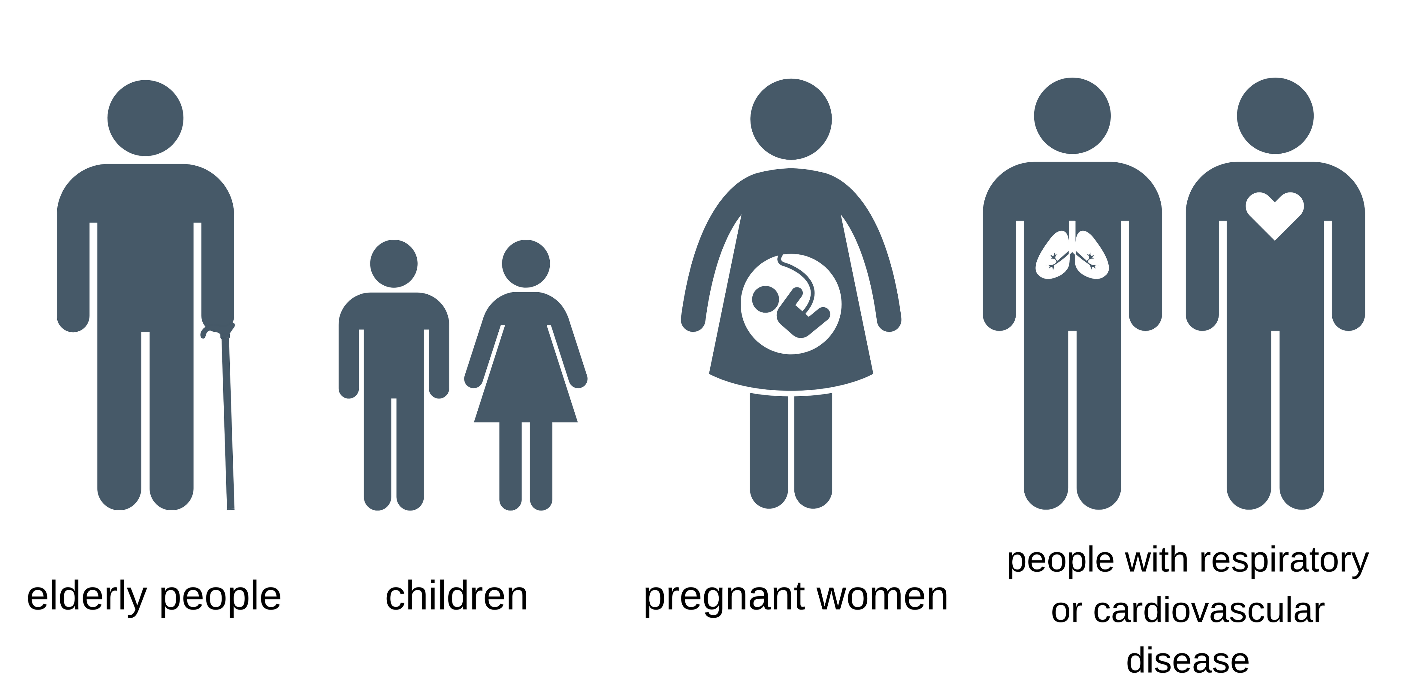 elderly people
children
pregnant women
people with respiratory
or cardiovascular
disease